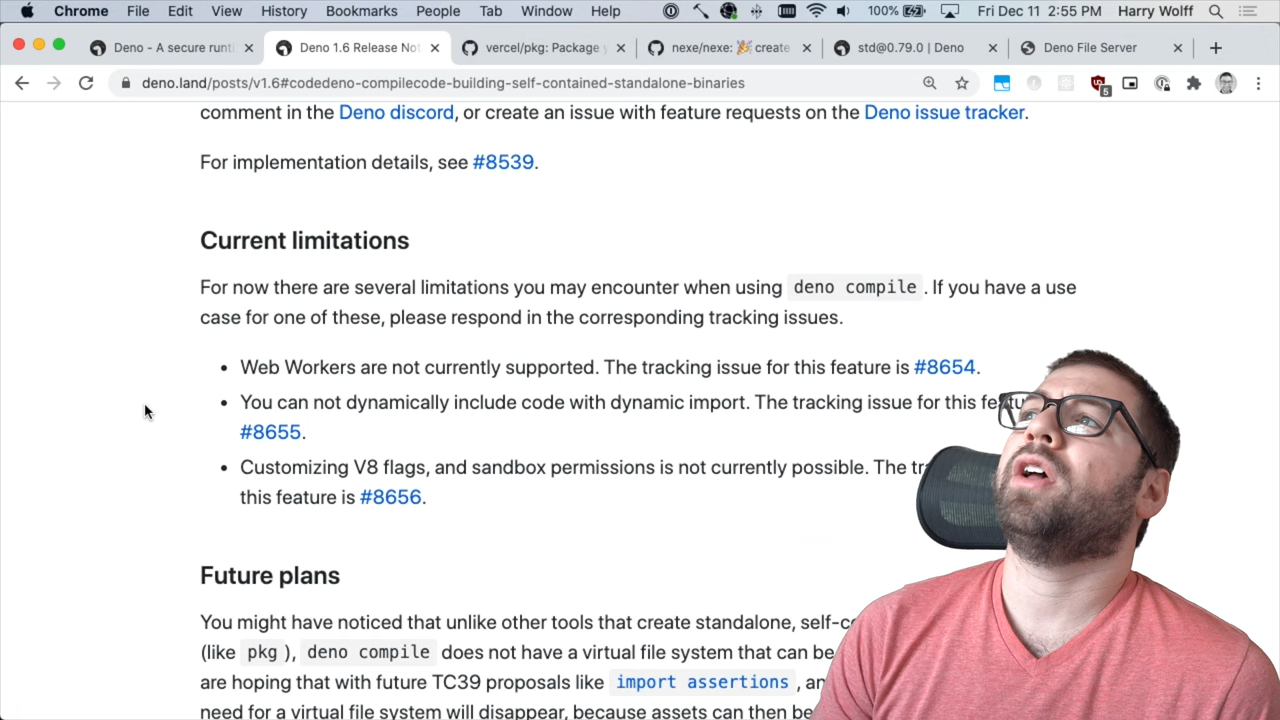 Chrome File Edit View History Bookmarks People Tab Window Help 100% Fri Dec 11 2:55 PM Harry Wolff
Deno - A secure runti Deno 1.6 Release Not vercel/pkg: Package y nexe/nexe: 🎉 create std@0.79.0 | Deno Deno File Server
deno.land/posts/v1.6#codedeno-compilecode-building-self-contained-standalone-binaries 5
comment in the Deno discord, or create an issue with feature requests on the Deno issue tracker.
For implementation details, see #8539.
Current limitations
For now there are several limitations you may encounter when using deno compile. If you have a use
case for one of these, please respond in the corresponding tracking issues.
• Web Workers are not currently supported. The tracking issue for this feature is #8654.
• You can not dynamically include code with dynamic import. The tracking issue for this featu
#8655.
• Customizing V8 flags, and sandbox permissions is not currently possible. The tr
this feature is #8656.
Future plans
You might have noticed that unlike other tools that create standalone, self-co
(like pkg), deno compile does not have a virtual file system that can be
are hoping that with future TC39 proposals like import assertions, an
need for a virtual file system will disappear, because assets can then be